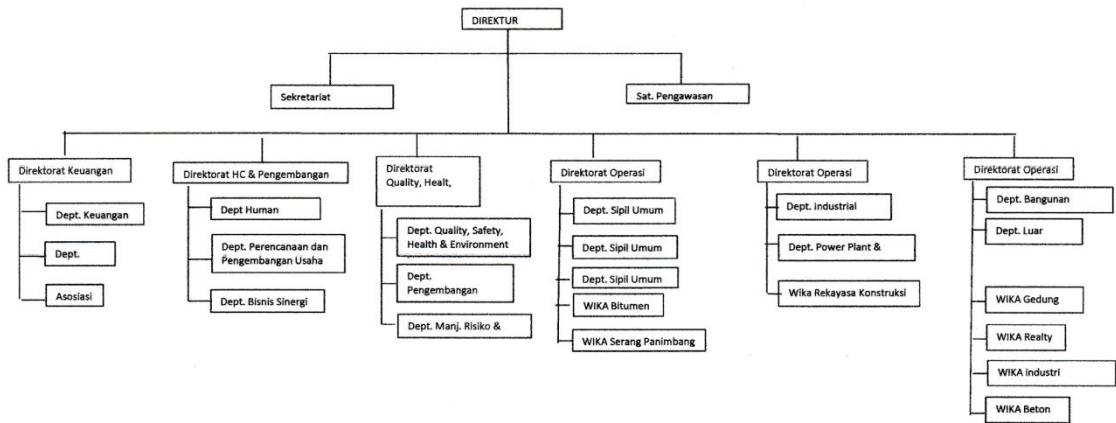 DIREKTUR
Sekretariat
Sat. Pengawasan
Direktorat Keuangan
Dept. Keuangan
Dept.
Asosiasi
Direktorat HC & Pengembangan
Dept Human
Dept. Perencanaan dan
Pengembangan Usaha
Dept. Bisnis Sinergi
Direktorat
Quality, Healt,
Dept. Quality, Safety,
Health & Environment
Dept.
Pengembangan
Dept. Manj. Risiko &
Direktorat Operasi
Dept. Sipil Umum
Dept. Sipil Umum
Dept. Sipil Umum
WIKA Bitumen
WIKA Serang Panimbang
Direktorat Operasi
Dept. Industrial
Dept. Power Plant &
Wika Rekayasa Konstruksi
Direktorat Operasi
Dept. Bangunan
Dept. Luar
WIKA Gedung
WIKA Realty
WIKA industri
WIKA Beton